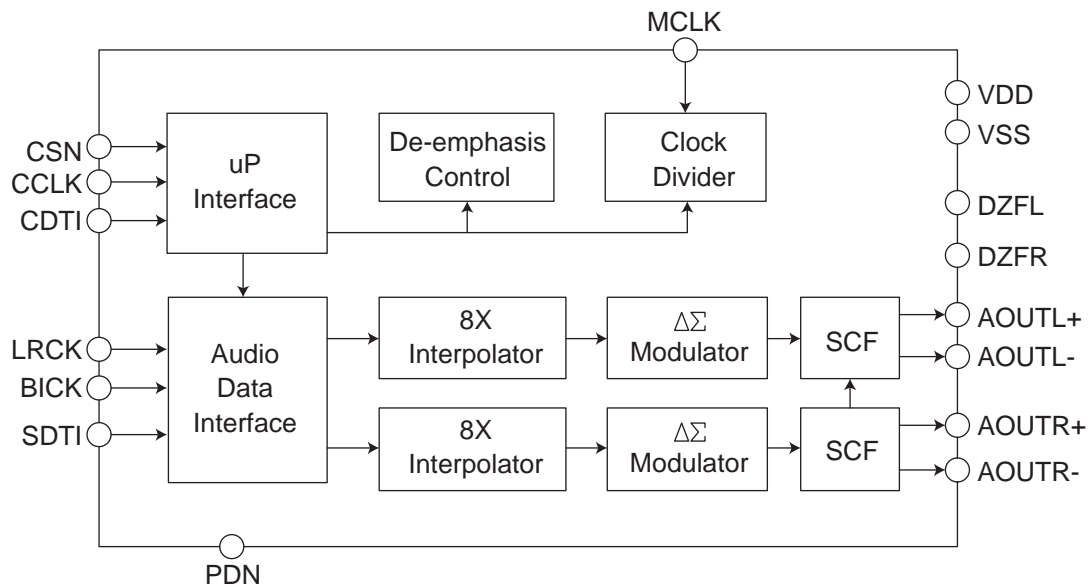 MCLK
VDD
VSS
DZFL
DZFR
CSN
CCLK
CDTI
uP
Interface
De-emphasis
Control
Clock
Divider
LRCK
BICK
SDTI
Audio
Data
Interface
8X
Interpolator
ΔΣ
Modulator
SCF
AOUTL+
AOUTL-
8X
Interpolator
ΔΣ
Modulator
SCF
AOUTR+
AOUTR-
PDN